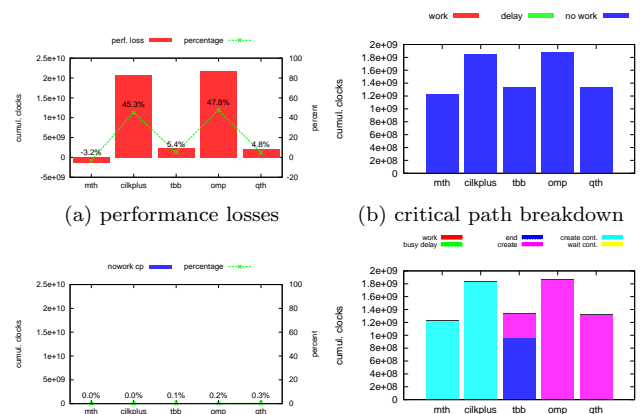 perf. loss percentage
cumul. clocks
percent
2.5e+10
2e+10
1.5e+10
1e+10
5e+09
0
-5e+09
100
80
60
40
20
0
-20
-3.2%
45.3%
5.4%
47.8%
4.8%
mth cilkplus tbb omp qth
(a) performance losses
work delay no work
cumul. clocks
2e+09
1.8e+09
1.6e+09
1.4e+09
1.2e+09
1e+09
8e+08
6e+08
4e+08
2e+08
0
mth cilkplus tbb omp qth
(b) critical path breakdown
nowork cp percentage
cumul. clocks
percent
2.5e+10
2e+10
1.5e+10
1e+10
5e+09
0
100
80
60
40
20
0
0.0% 0.0% 0.1% 0.2% 0.3%
mth cilkplus tbb omp qth
work end create cont.
busy delay create wait cont.
cumul. clocks
2e+09
1.8e+09
1.6e+09
1.4e+09
1.2e+09
1e+09
8e+08
6e+08
4e+08
2e+08
0
mth cilkplus tbb omp qth